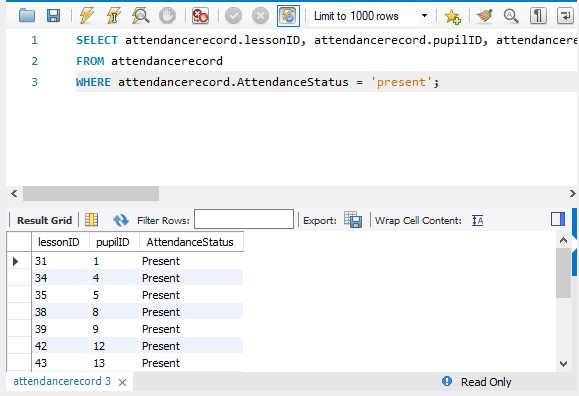 Limit to 1000 rows
1 SELECT attendancerecord.lessonID, attendancerecord.pupilID, attendancere
2 FROM attendancerecord
3 WHERE attendancerecord.AttendanceStatus = 'present';
Result Grid Filter Rows: Export: Wrap Cell Content:
lessonID pupilID AttendanceStatus
31 1 Present
34 4 Present
35 5 Present
38 8 Present
39 9 Present
42 12 Present
43 13 Present
attendancerecord 3 Read Only